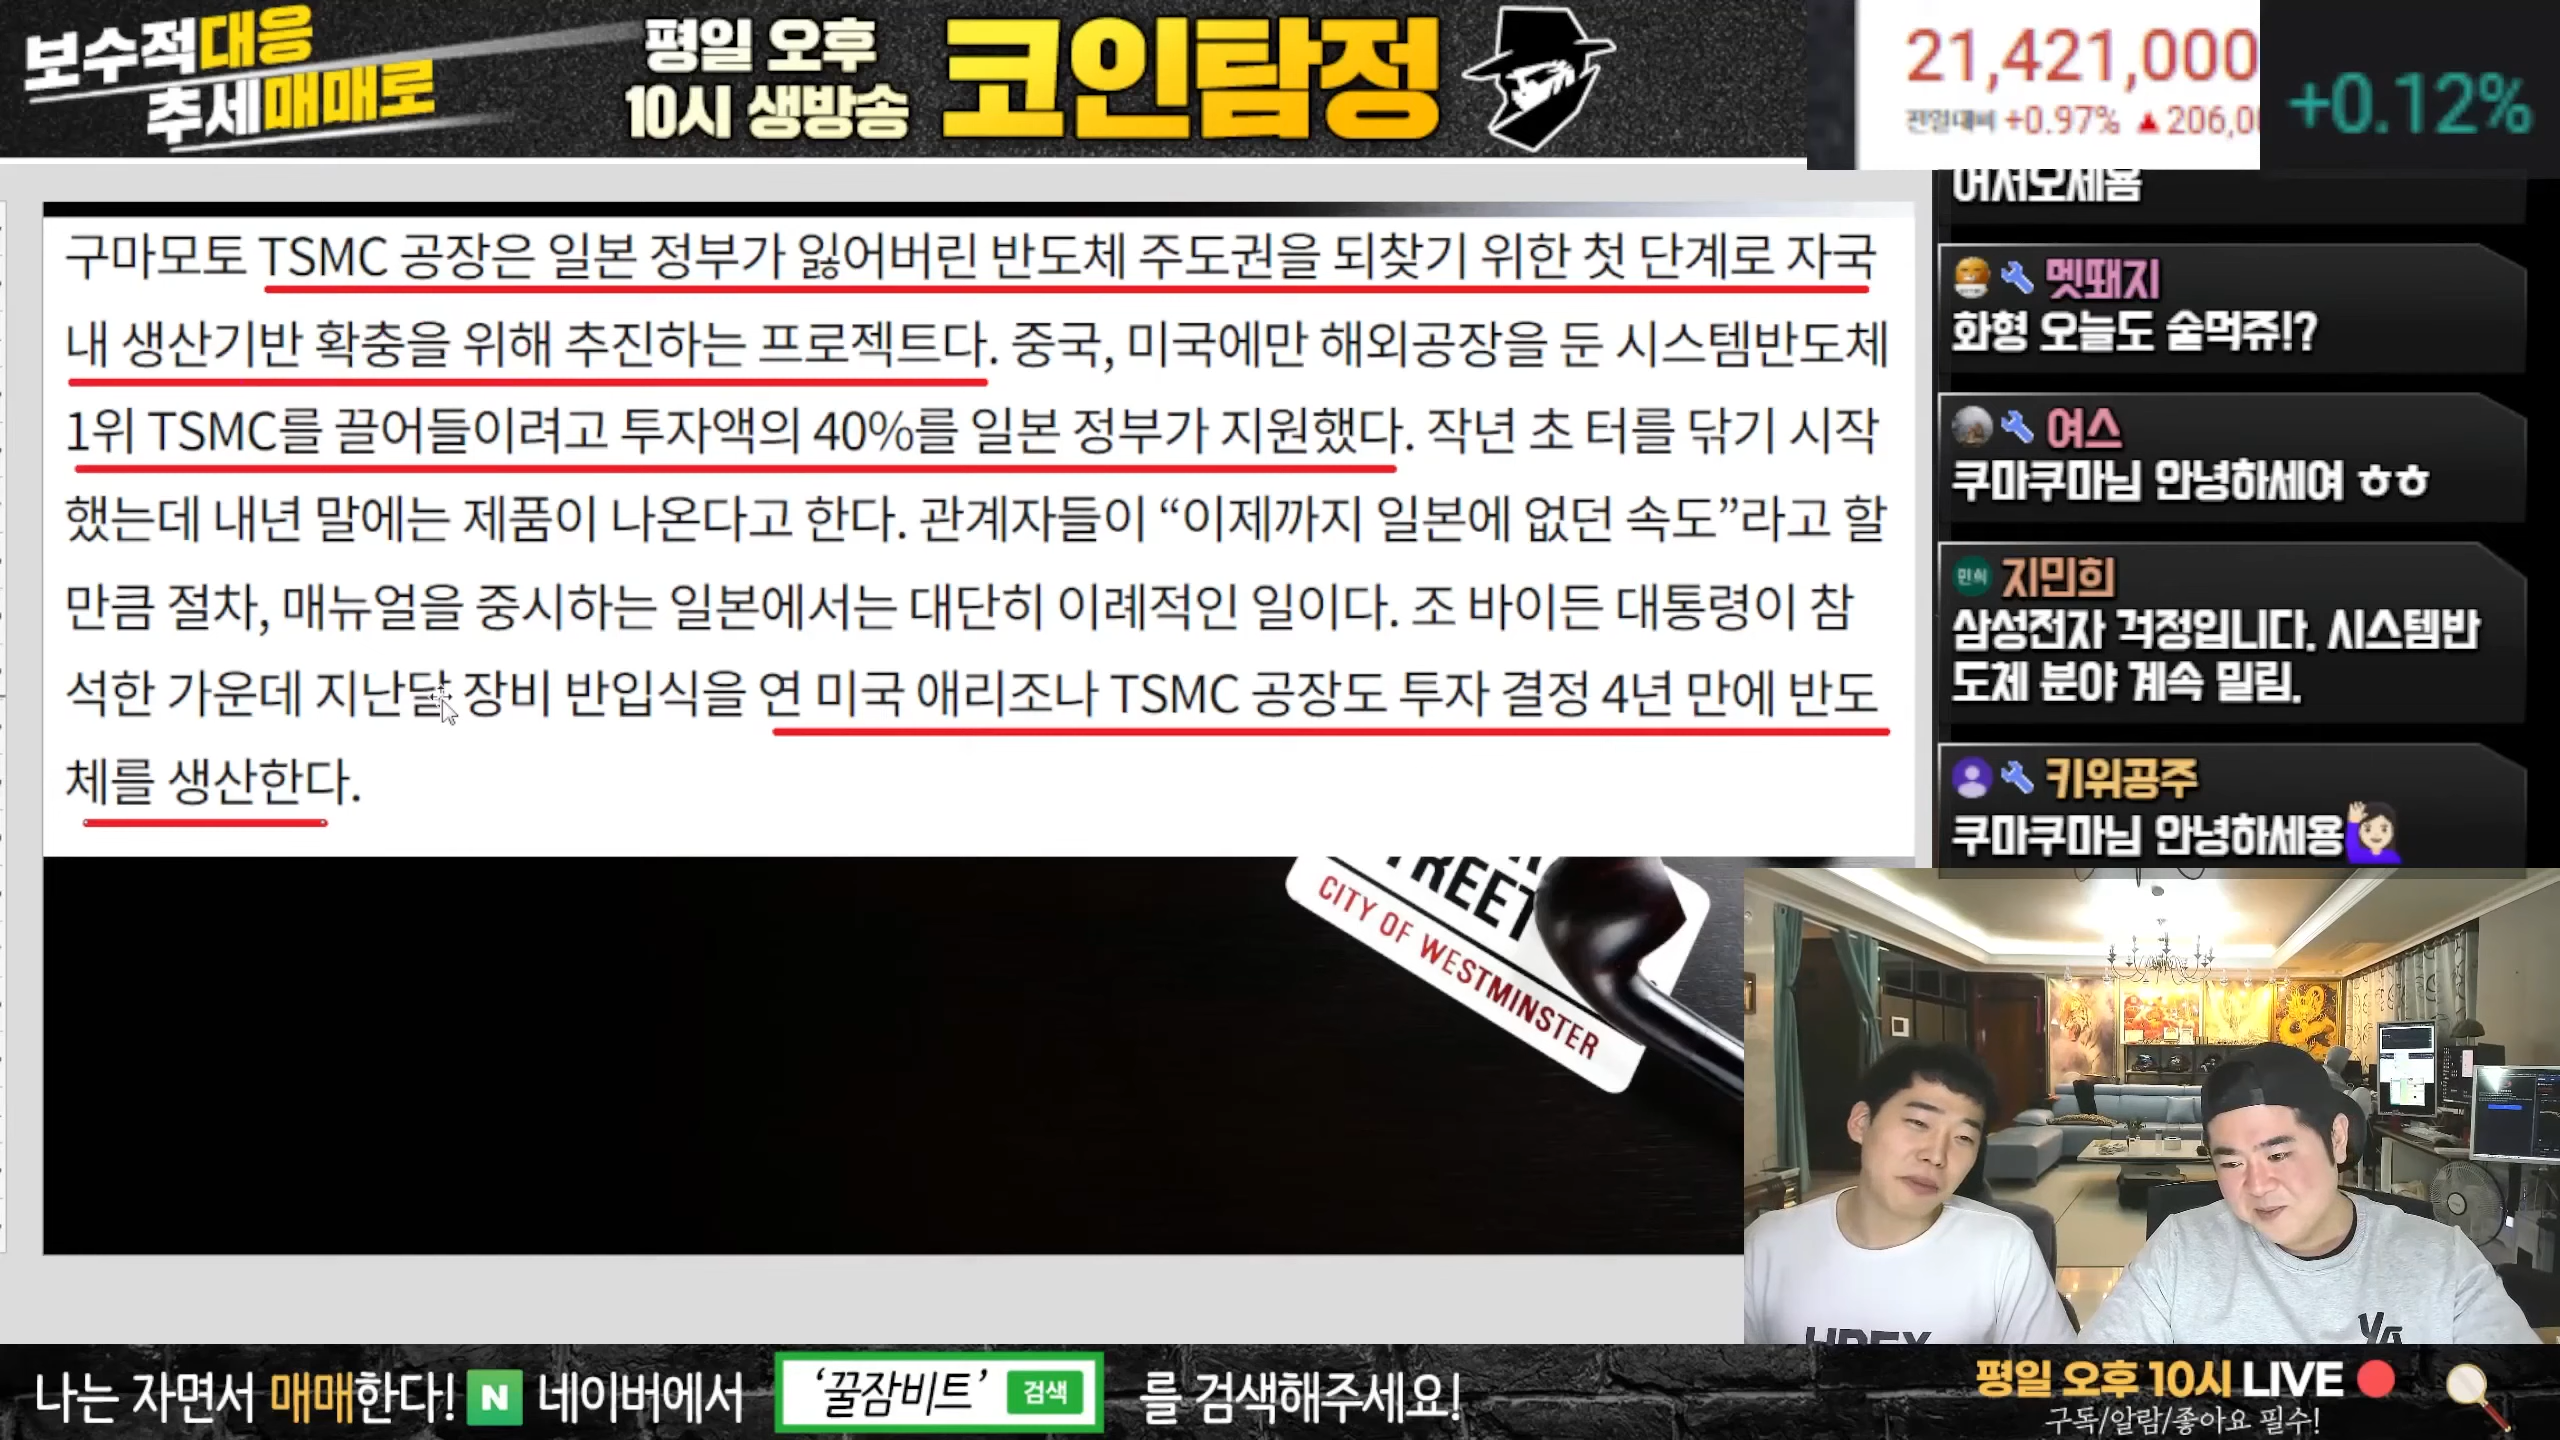 보수적대응
추세매매로
평일 오후
10시 생방송
코인탐정
21,421,000
전일대비 +0.97% ▲206,0
+0.12%
구마모토 TSMC 공장은 일본 정부가 잃어버린 반도체 주도권을 되찾기 위한 첫 단계로 자국
내 생산기반 확충을 위해 추진하는 프로젝트다. 중국, 미국에만 해외공장을 둔 시스템반도체
1위 TSMC를 끌어들이려고 투자액의 40%를 일본 정부가 지원했다. 작년 초 터를 닦기 시작
했는데 내년 말에는 제품이 나온다고 한다. 관계자들이 “이제까지 일본에 없던 속도”라고 할
만큼 절차, 매뉴얼을 중시하는 일본에서는 대단히 이례적인 일이다. 조 바이든 대통령이 참
석한 가운데 지난달 장비 반입식을 연 미국 애리조나 TSMC 공장도 투자 결정 4년 만에 반도
체를 생산한다.
어서오세용
멧떼지
화형 오늘도 술먹쥬!?
여스
쿠마쿠마님 안녕하세여 ㅎㅎ
민희 지민희
삼성전자 걱정입니다. 시스템반
도체 분야 계속 밀림.
키위공주
쿠마쿠마님 안녕하세용
TREET
CITY OF WESTMINSTER
나는 자면서 매매한다! N 네이버에서 ‘꿀잠비트’ 검색 를 검색해주세요!
평일 오후 10시 LIVE
구독/알람/좋아요 필수!